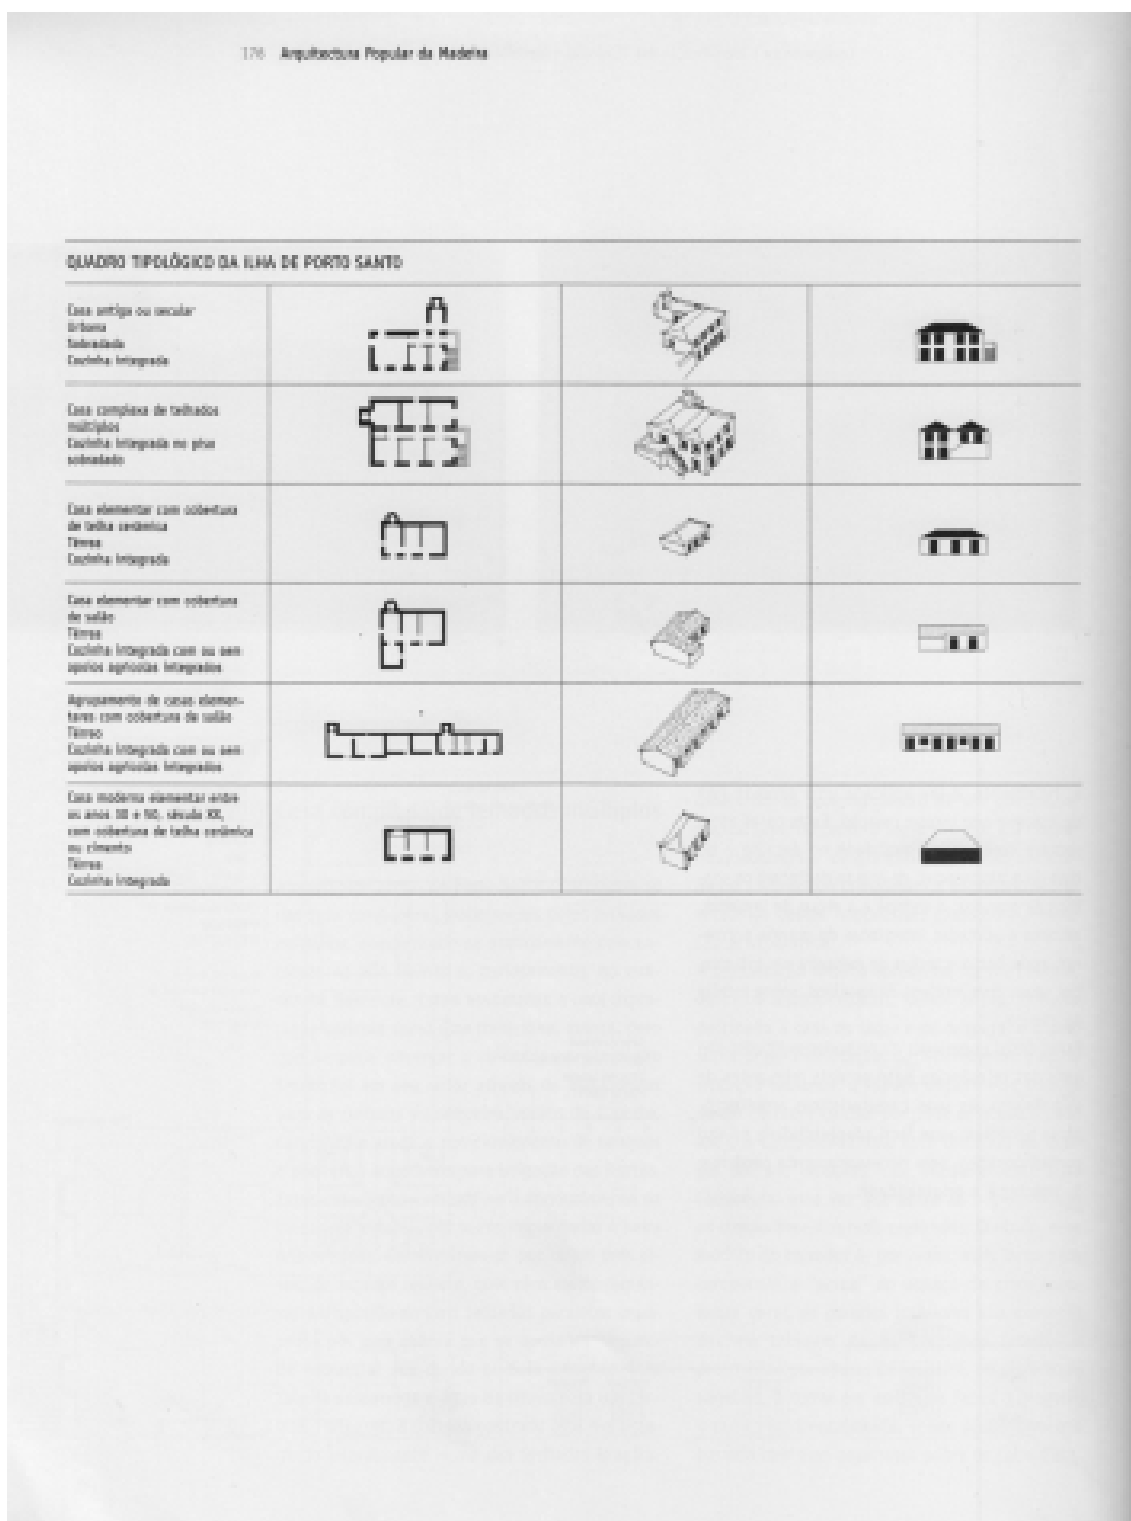 176 Arquitectura Popular da Madeira
QUADRO TIPOLÓGICO DA ILHA DE PORTO SANTO
Casa antiga ou secular
Urbana
Sobradada
Cozinha integrada
Casa complexa de telhados
múltiplos
Cozinha integrada no piso
sobradado
Casa elementar com cobertura
de telha cerâmica
Térrea
Cozinha integrada
Casa elementar com cobertura
de salão
Térrea
Cozinha integrada com ou sem
apoios agrícolas integrados
Agrupamento de casas elemen-
tares com cobertura de salão
Térreo
Cozinha integrada com ou sem
apoios agrícolas integrados
Casa moderna elementar entre
os anos 30 e 50, século XX,
com cobertura de telha cerâmica
ou cimento
Térrea
Cozinha integrada